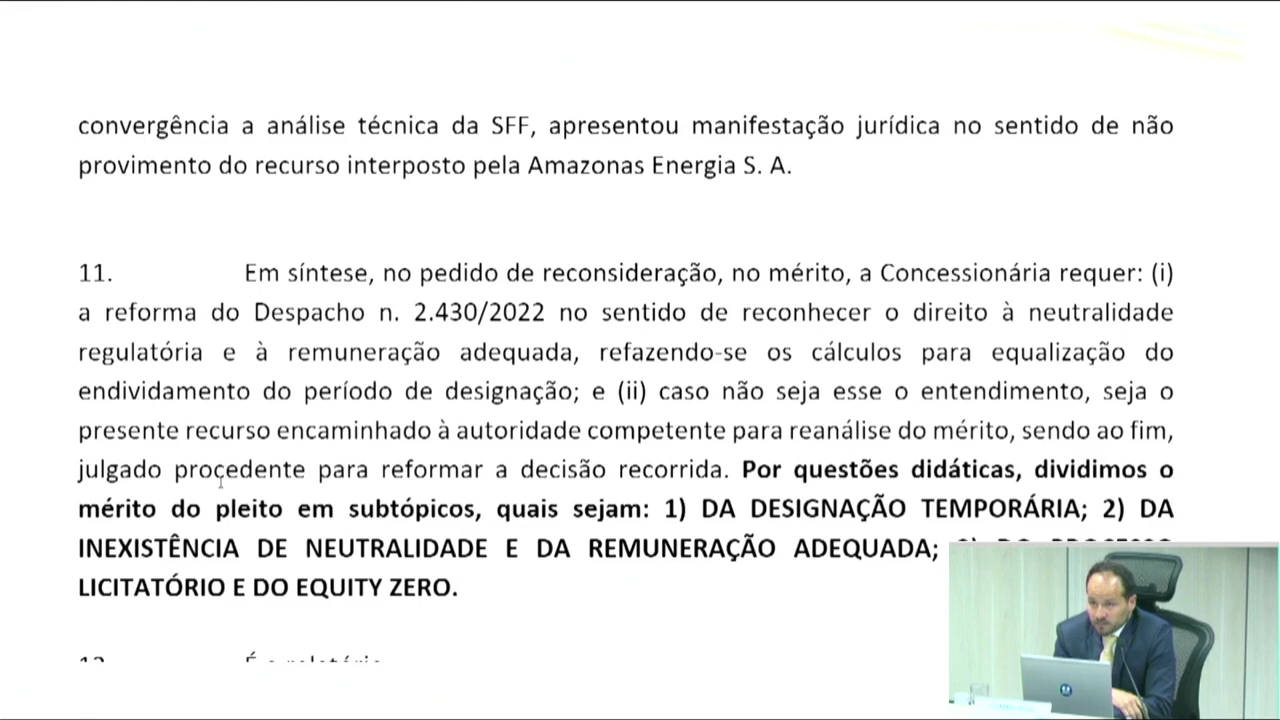 convergência a análise técnica da SFF, apresentou manifestação jurídica no sentido de não
provimento do recurso interposto pela Amazonas Energia S. A.
11. Em síntese, no pedido de reconsideração, no mérito, a Concessionária requer: (i)
a reforma do Despacho n. 2.430/2022 no sentido de reconhecer o direito à neutralidade
regulatória e à remuneração adequada, refazendo-se os cálculos para equalização do
endividamento do período de designação; e (ii) caso não seja esse o entendimento, seja o
presente recurso encaminhado à autoridade competente para reanálise do mérito, sendo ao fim,
julgado procedente para reformar a decisão recorrida. Por questões didáticas, dividimos o
mérito do pleito em subtópicos, quais sejam: 1) DA DESIGNAÇÃO TEMPORÁRIA; 2) DA
INEXISTÊNCIA DE NEUTRALIDADE E DA REMUNERAÇÃO ADEQUADA;
LICITATÓRIO E DO EQUITY ZERO.